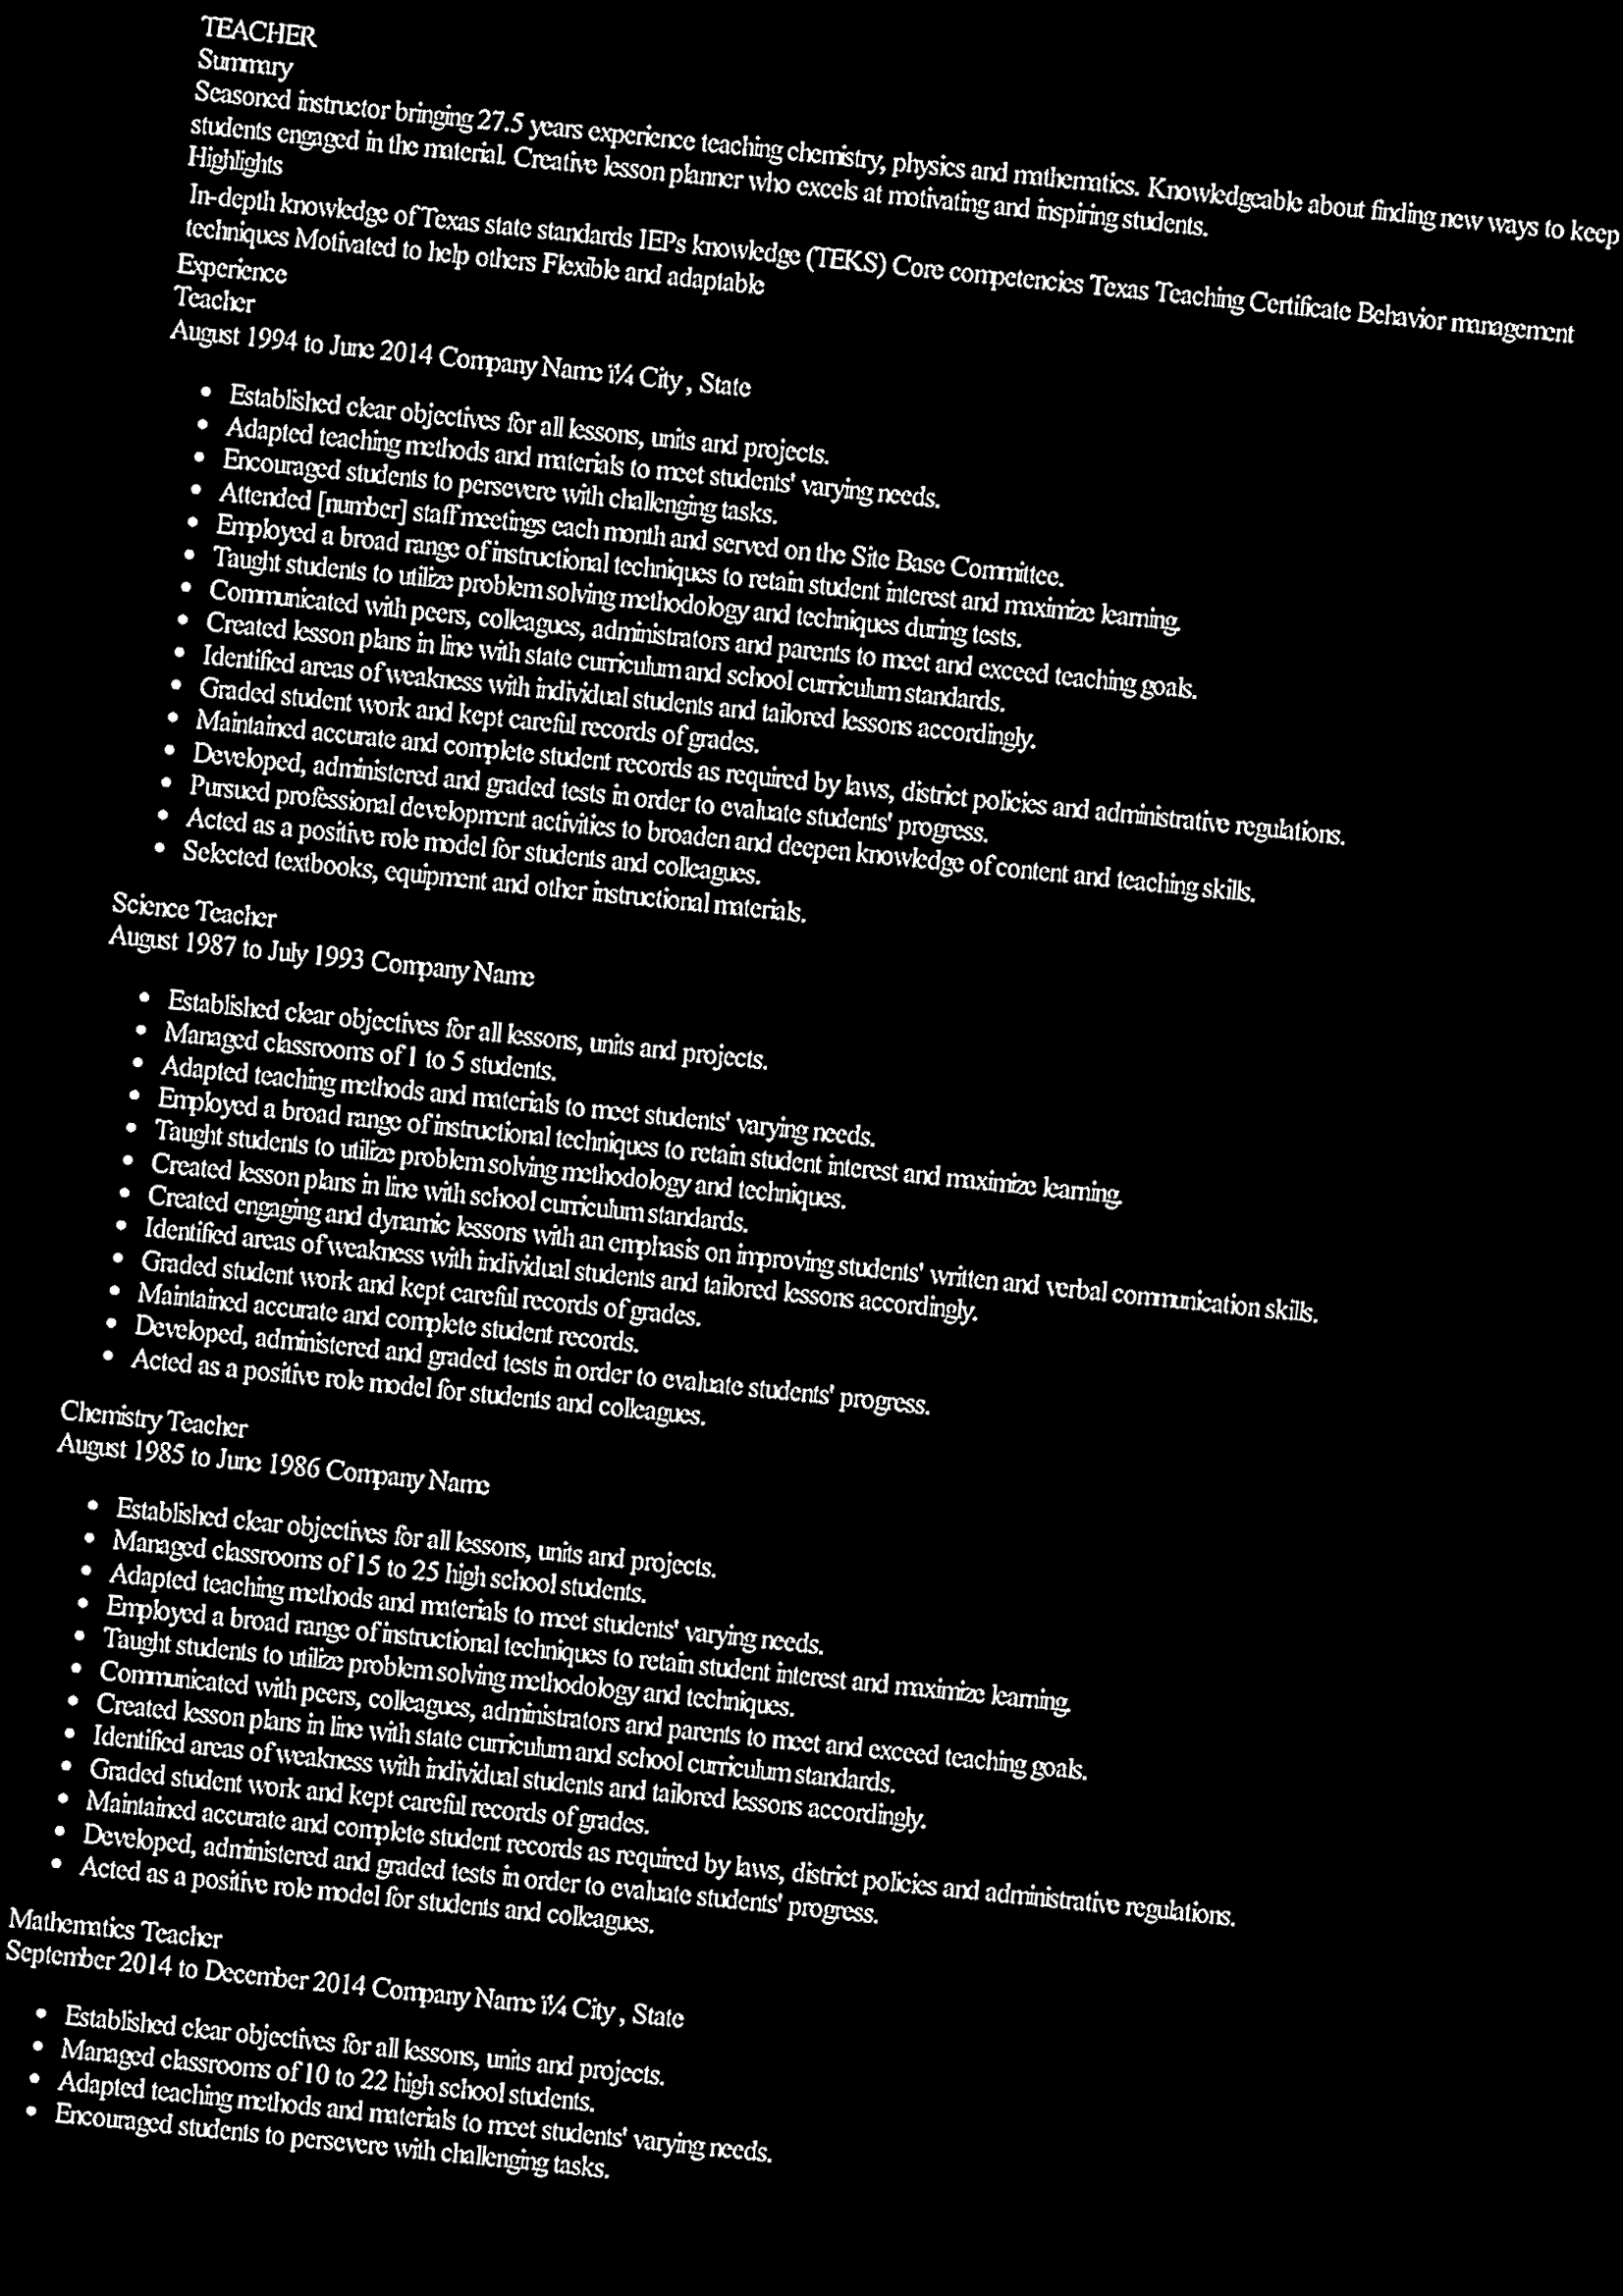 TEACHER
Summary
Seasoned instructor bringing 27.5 years experience teaching chemistry, physics and mathematics. Knowledgeable about finding new ways to keep
students engaged in the material. Creative lesson planner who excels at motivating and inspiring students.
Highlights
In-depth knowledge of Texas state standards IEPs knowledge (TEKS) Core competencies Texas Teaching Certificate Behavior management
techniques Motivated to help others Flexible and adaptable
Experience
Teacher
August 1994 to June 2014 Company Name ï¼ City , State
• Established clear objectives for all lessons, units and projects.
• Adapted teaching methods and materials to meet students' varying needs.
• Encouraged students to persevere with challenging tasks.
• Attended [number] staff meetings each month and served on the Site Base Committee.
• Employed a broad range of instructional techniques to retain student interest and maximize learning.
• Taught students to utilize problem solving methodology and techniques during tests.
• Communicated with peers, colleagues, administrators and parents to meet and exceed teaching goals.
• Created lesson plans in line with state curriculum and school curriculum standards.
• Identified areas of weakness with individual students and tailored lessons accordingly.
• Graded student work and kept careful records of grades.
• Maintained accurate and complete student records as required by laws, district policies and administrative regulations.
• Developed, administered and graded tests in order to evaluate students' progress.
• Pursued professional development activities to broaden and deepen knowledge of content and teaching skills.
• Acted as a positive role model for students and colleagues.
• Selected textbooks, equipment and other instructional materials.
Science Teacher
August 1987 to July 1993 Company Name
• Established clear objectives for all lessons, units and projects.
• Managed classrooms of 1 to 5 students.
• Adapted teaching methods and materials to meet students' varying needs.
• Employed a broad range of instructional techniques to retain student interest and maximize learning.
• Taught students to utilize problem solving methodology and techniques.
• Created lesson plans in line with school curriculum standards.
• Created engaging and dynamic lessons with an emphasis on improving students' written and verbal communication skills.
• Identified areas of weakness with individual students and tailored lessons accordingly.
• Graded student work and kept careful records of grades.
• Maintained accurate and complete student records.
• Developed, administered and graded tests in order to evaluate students' progress.
• Acted as a positive role model for students and colleagues.
Chemistry Teacher
August 1985 to June 1986 Company Name
• Established clear objectives for all lessons, units and projects.
• Managed classrooms of 15 to 25 high school students.
• Adapted teaching methods and materials to meet students' varying needs.
• Employed a broad range of instructional techniques to retain student interest and maximize learning.
• Taught students to utilize problem solving methodology and techniques.
• Communicated with peers, colleagues, administrators and parents to meet and exceed teaching goals.
• Created lesson plans in line with state curriculum and school curriculum standards.
• Identified areas of weakness with individual students and tailored lessons accordingly.
• Graded student work and kept careful records of grades.
• Maintained accurate and complete student records as required by laws, district policies and administrative regulations.
• Developed, administered and graded tests in order to evaluate students' progress.
• Acted as a positive role model for students and colleagues.
Mathematics Teacher
September 2014 to December 2014 Company Name ï¼ City , State
• Established clear objectives for all lessons, units and projects.
• Managed classrooms of 10 to 22 high school students.
• Adapted teaching methods and materials to meet students' varying needs.
• Encouraged students to persevere with challenging tasks.